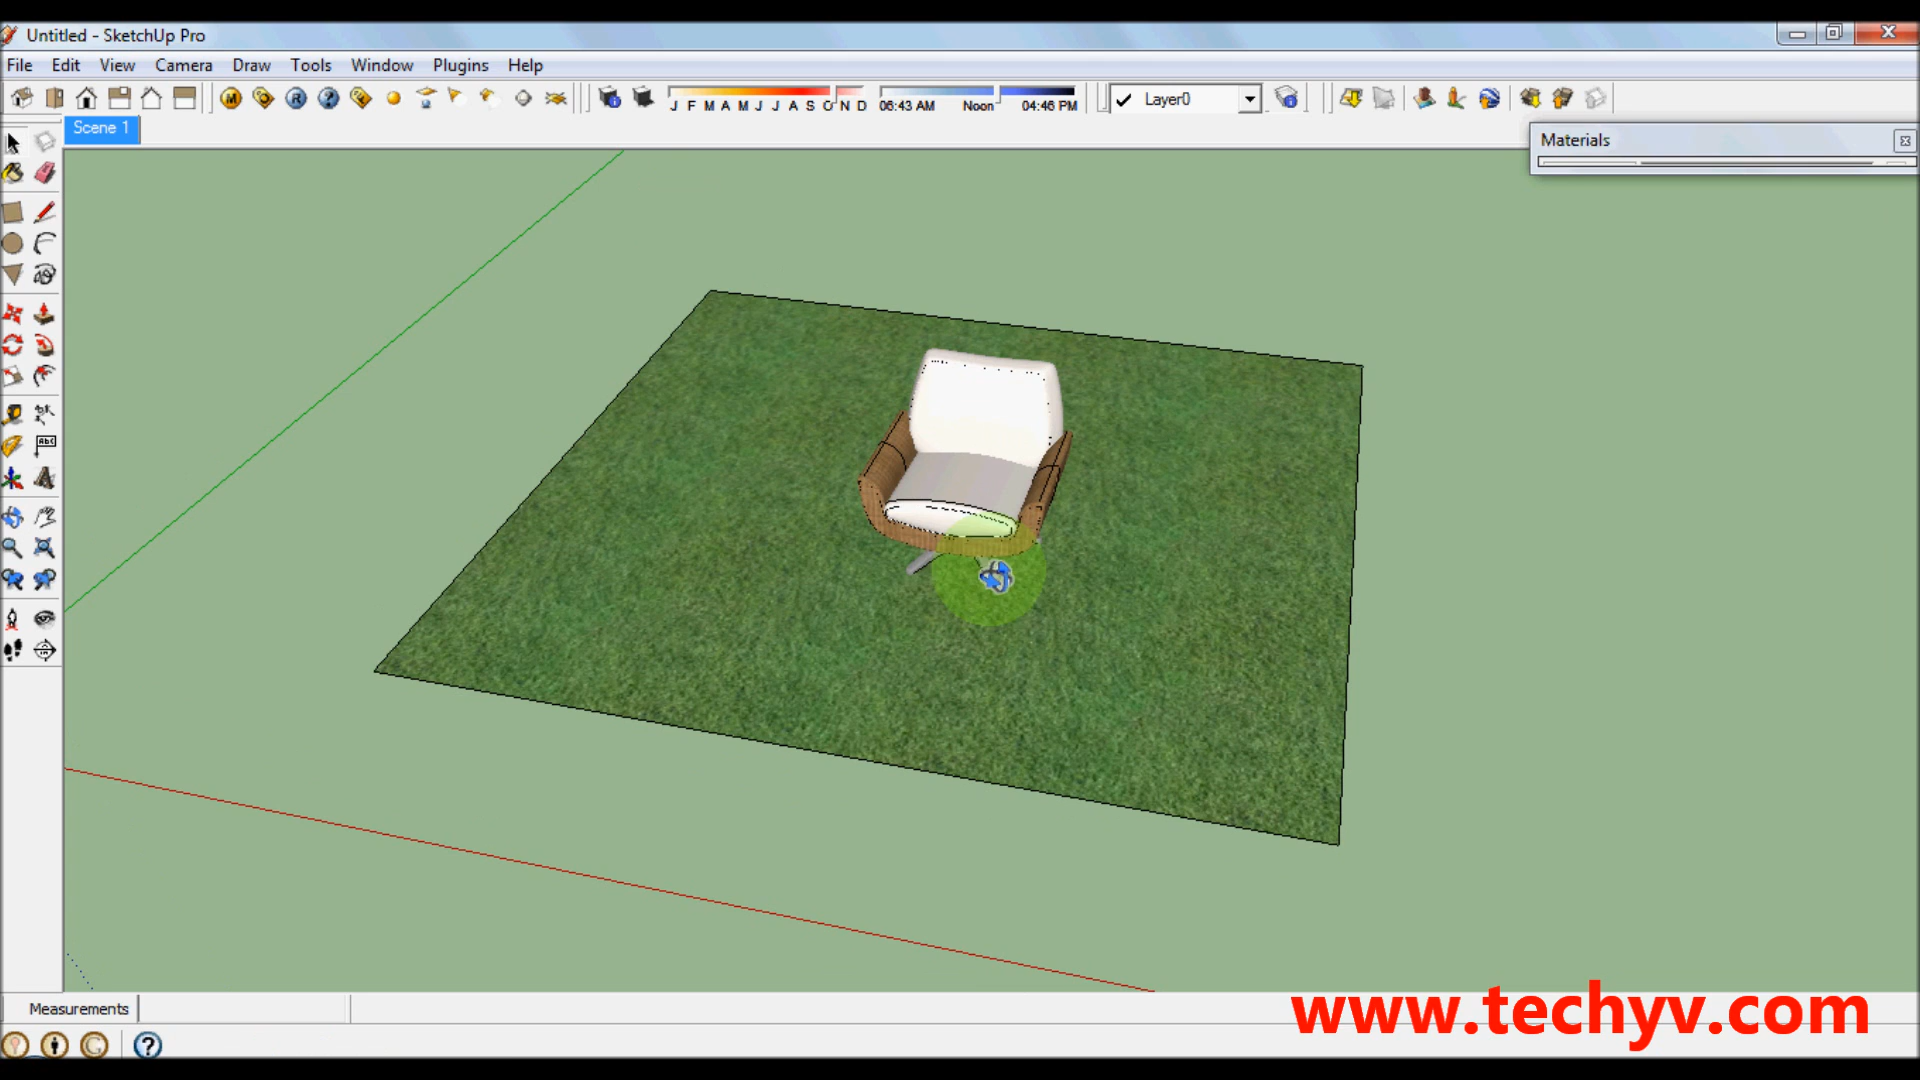 Untitled - SketchUp Pro
File Edit View Camera Draw Tools Window Plugins Help
M R ? J F M A M J J A S O N D 06:43 AM Noon 04:46 PM Layer0
Scene 1
Materials
ABC
Measurements
?
www.techyv.com